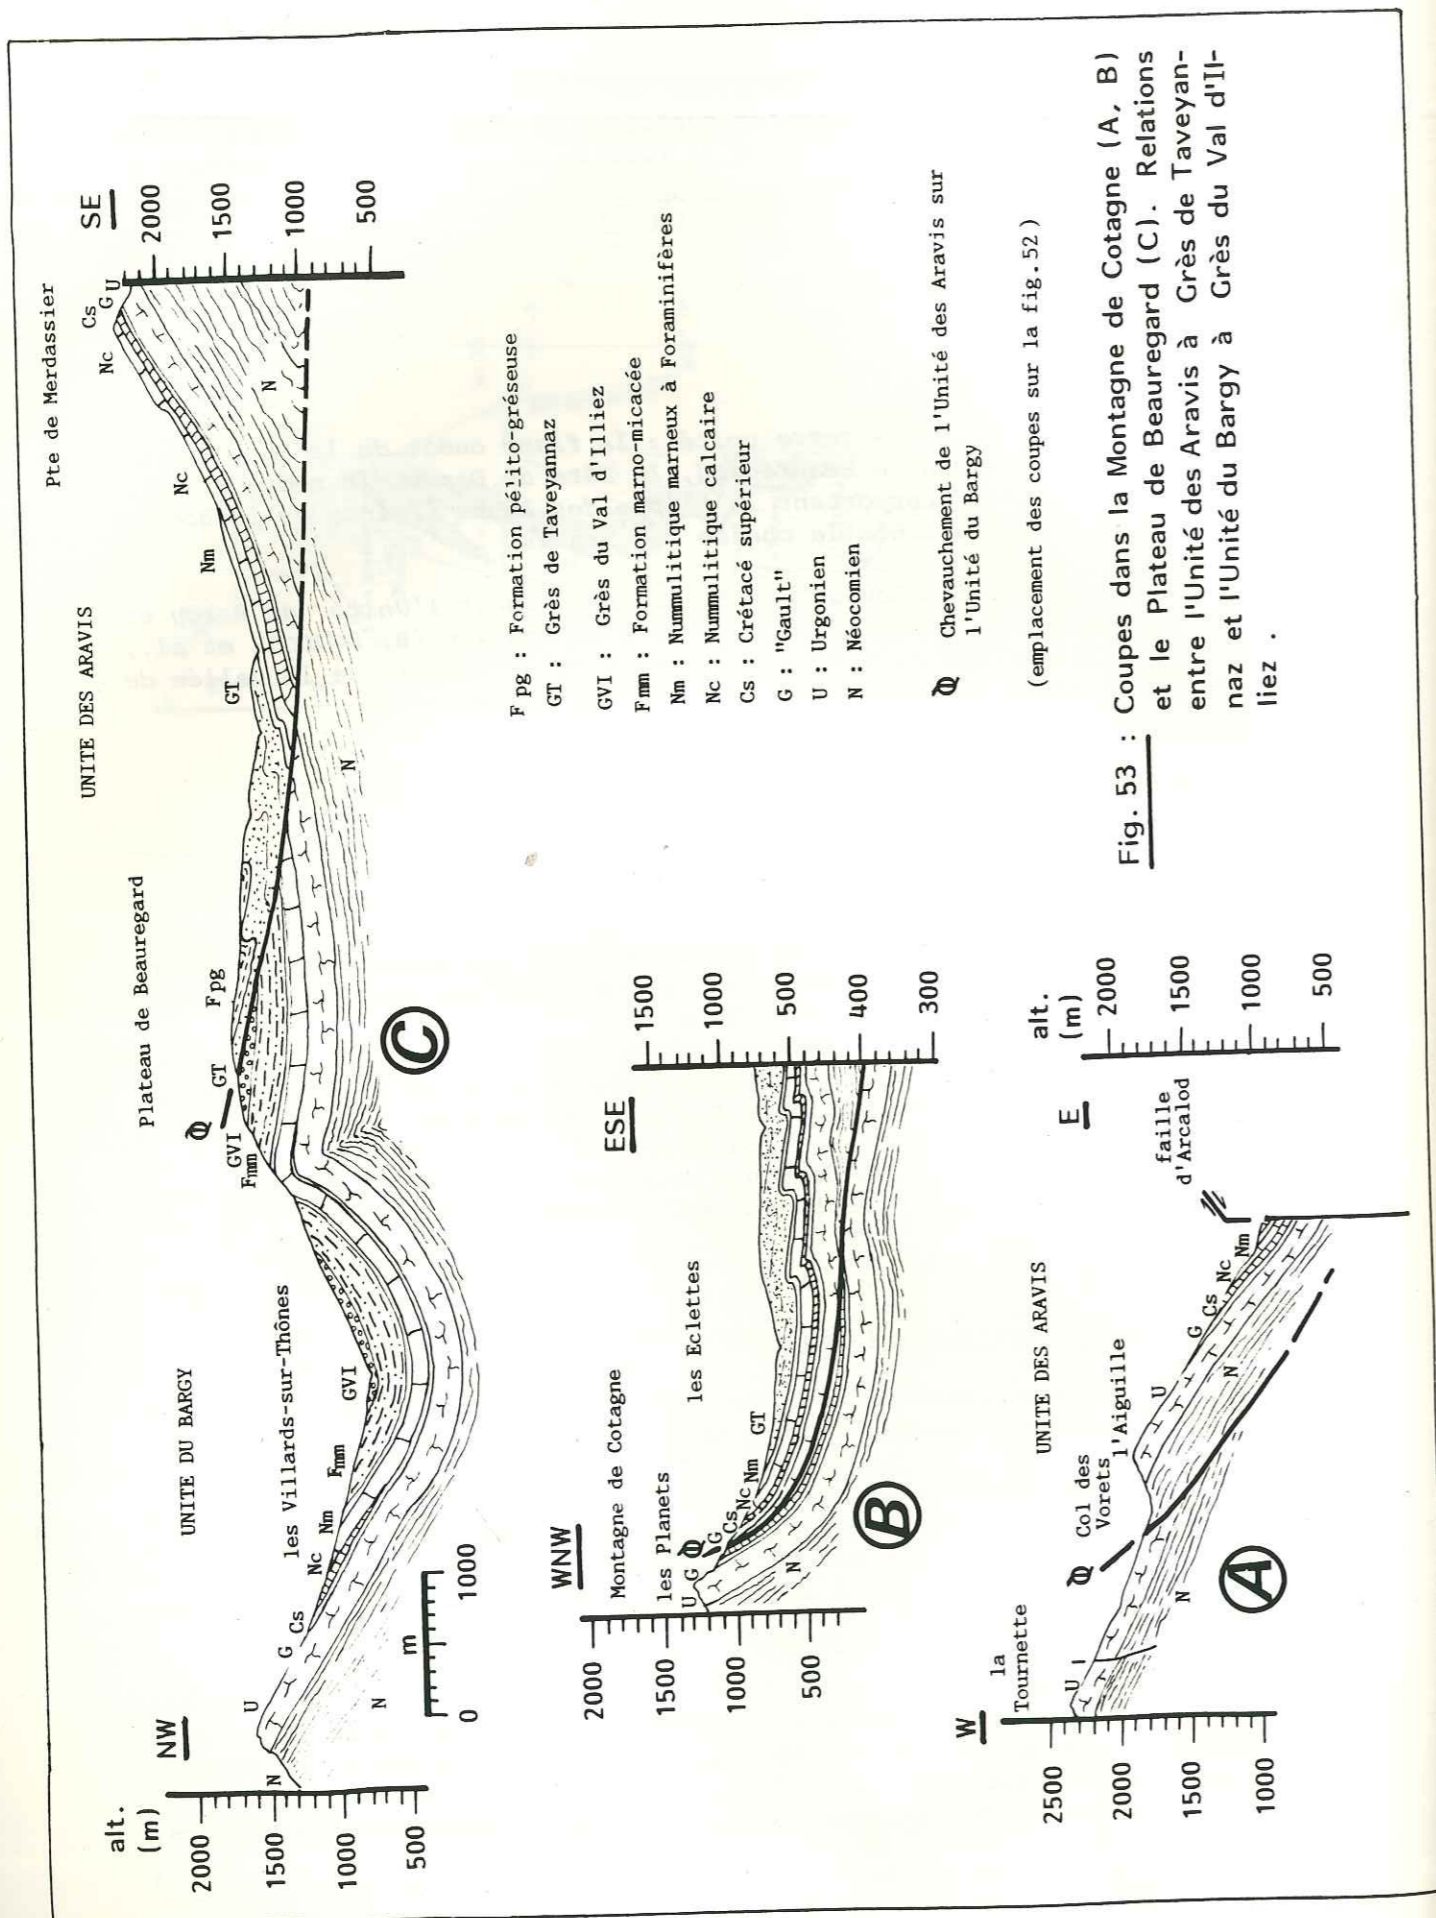 Pte de Merdassier
UNITE DES ARAVIS
Plateau de Beauregard
UNITE DU BARGY
les Villards-sur-Thônes
NW
SE
alt.
(m)
2000
1500
1000
500
2000
1500
1000
500
N
U
G
Cs
Nc
Nm
Fmm
GVI
Fmm
GVI
GT
F pg
GT
Nm
Nc
Nc
Cs
G
U
N
N
N
m
0
1000
C
WNW
ESE
Montagne de Cotagne
les Planets
les Eclettes
2000
1500
1000
500
1500
1000
500
400
300
U
G
G
Cs
Nc
Nm
GT
N
B
W
E
la
Tournette
Col des
Vorets
l'Aiguille
UNITE DES ARAVIS
faille
d'Arcalod
alt.
(m)
2500
2000
1500
1000
2000
1500
1000
500
U
N
U
N
G
Cs
Nc
Nm
A
F pg : Formation pélito-gréseuse
GT : Grès de Taveyannaz
GVI : Grès du Val d'Illiez
Fmm : Formation marno-micacée
Nm : Nummulitique marneux à Foraminifères
Nc : Nummulitique calcaire
Cs : Crétacé supérieur
G : "Gault"
U : Urgonien
N : Néocomien
Chevauchement de l'Unité des Aravis sur
l'Unité du Bargy
(emplacement des coupes sur la fig.52)
Fig. 53 : Coupes dans la Montagne de Cotagne (A, B)
et le Plateau de Beauregard (C). Relations
entre l'Unité des Aravis à Grès de Taveyan-
naz et l'Unité du Bargy à Grès du Val d'Il-
liez .